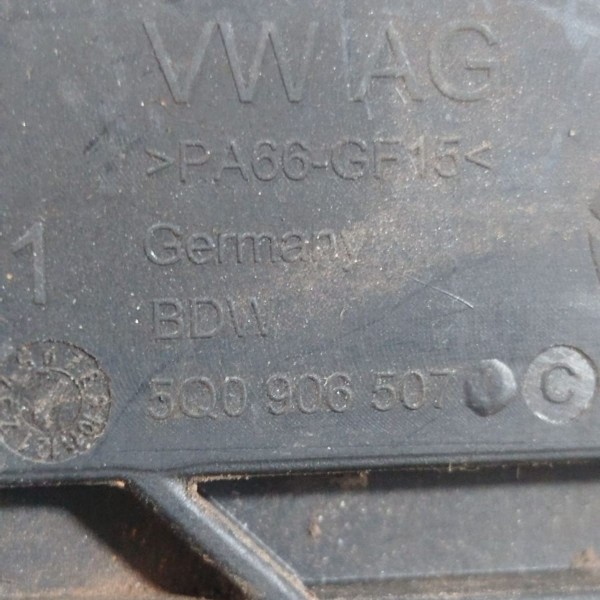 VW AG
>PA66-GF15<
1 Germany
BDW
5Q0 906 507 C